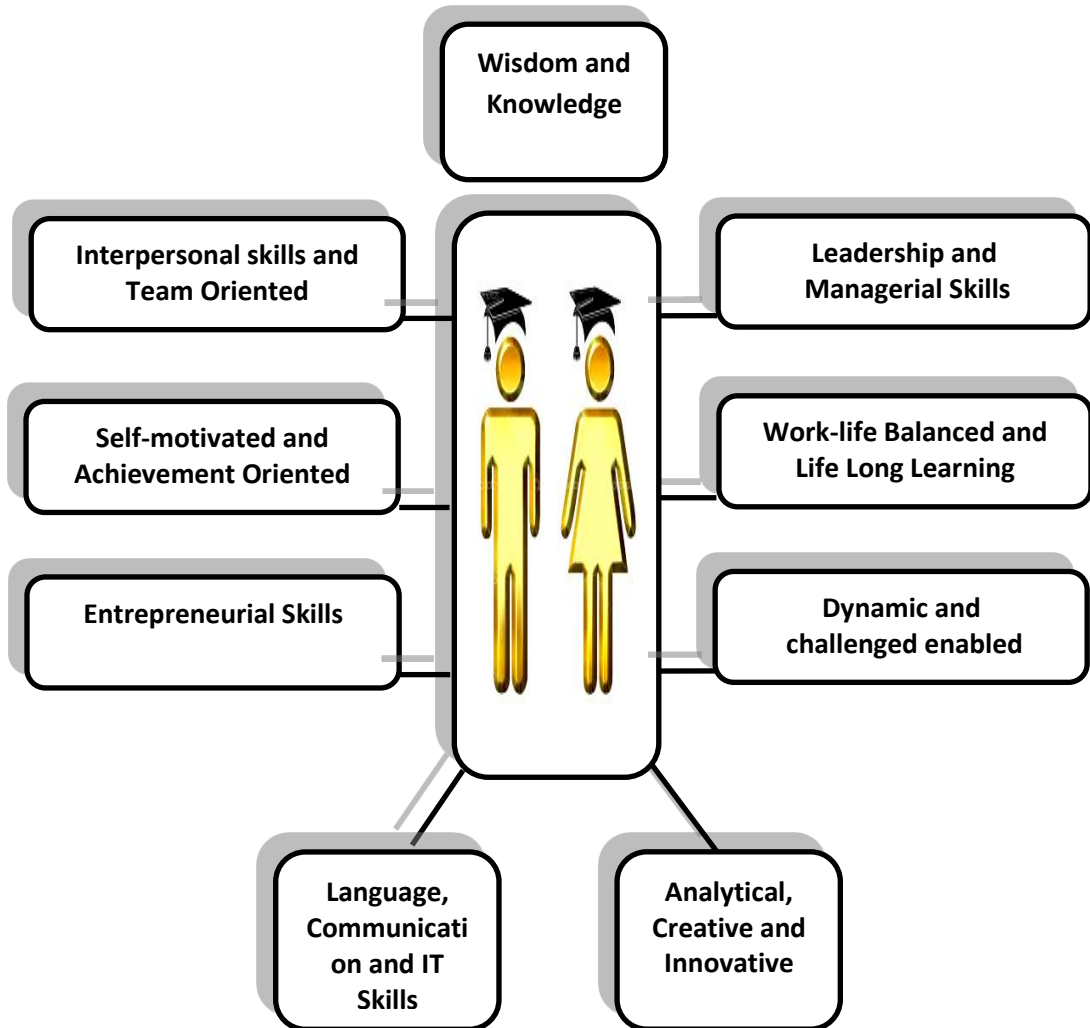 Wisdom and
Knowledge
Interpersonal skills and
Team Oriented
Leadership and
Managerial Skills
Self-motivated and
Achievement Oriented
Work-life Balanced and
Life Long Learning
Entrepreneurial Skills
Dynamic and
challenged enabled
Language,
Communicati
on and IT
Skills
Analytical,
Creative and
Innovative